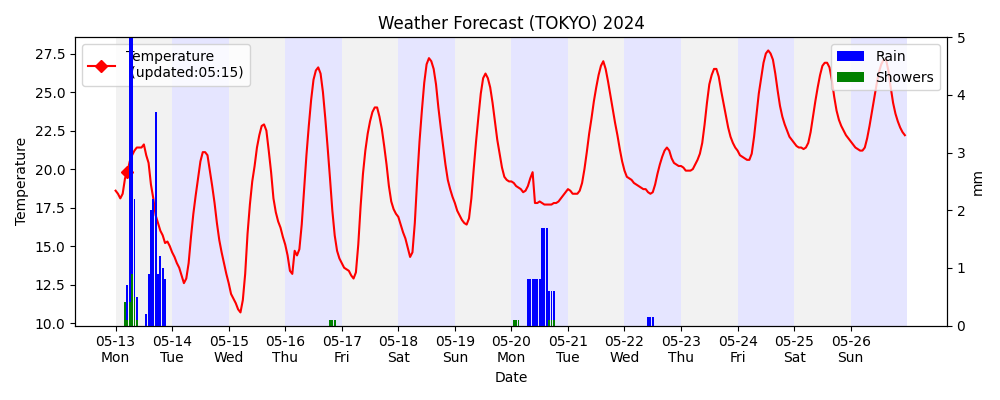 Weather Forecast (TOKYO) 2024
Temperature
(updated:05:15)
Rain
Showers
Temperature
27.5
25.0
22.5
20.0
17.5
15.0
12.5
10.0
5
4
3
2
1
0
mm
05-13 05-14 05-15 05-16 05-17 05-18 05-19 05-20 05-21 05-22 05-23 05-24 05-25 05-26
Mon Tue Wed Thu Fri Sat Sun Mon Tue Wed Thu Fri Sat Sun
Date